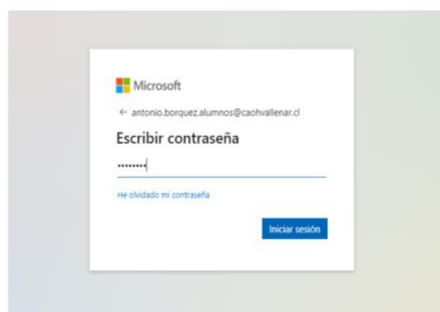 Microsoft
← antonio.borquez.alumnos@caohvallenar.cl
Escribir contraseña
••••••••
He olvidado mi contraseña
Iniciar sesión